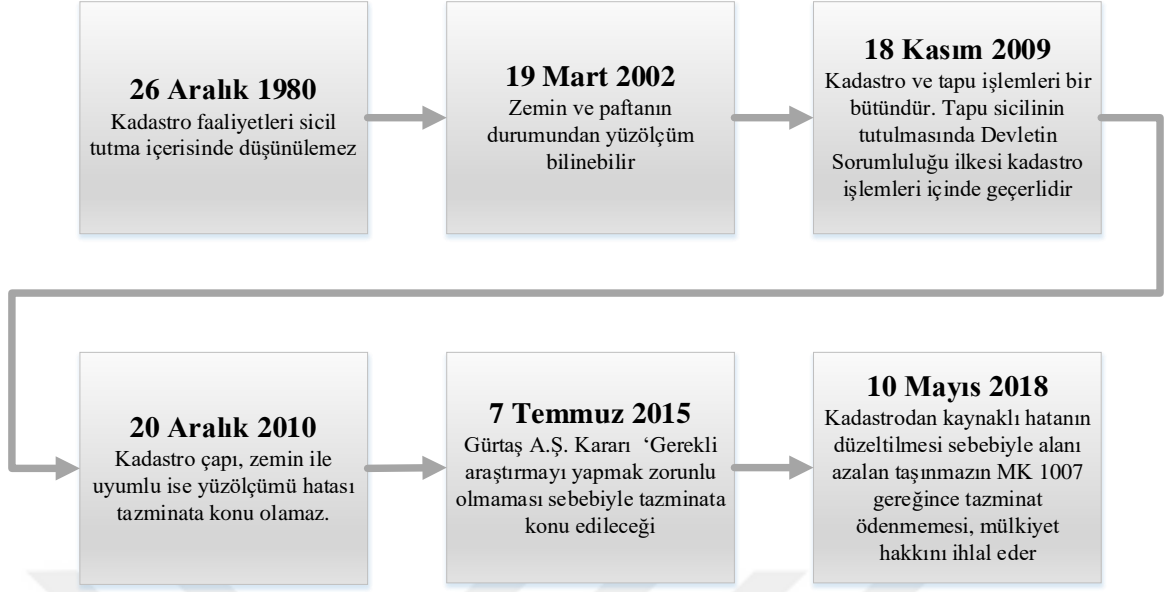 26 Aralık 1980
Kadastro faaliyetleri sicil
tutma içerisinde düşünülemez
19 Mart 2002
Zemin ve paftanın
durumundan yüzölçüm
bilinebilir
18 Kasım 2009
Kadastro ve tapu işlemleri bir
bütündür. Tapu sicilinin
tutulmasında Devletin
Sorumluluğu ilkesi kadastro
işlemleri içinde geçerlidir
20 Aralık 2010
Kadastro çapı, zemin ile
uyumlu ise yüzölçümü hatası
tazminata konu olamaz.
7 Temmuz 2015
Gürtaş A.Ş. Kararı ‘Gerekli
araştırmayı yapmak zorunlu
olmaması sebebiyle tazminata
konu edileceği
10 Mayıs 2018
Kadastrodan kaynaklı hatanın
düzeltilmesi sebebiyle alanı
azalan taşınmazın MK 1007
gereğince tazminat
ödenmemesi, mülkiyet
hakkını ihlal eder